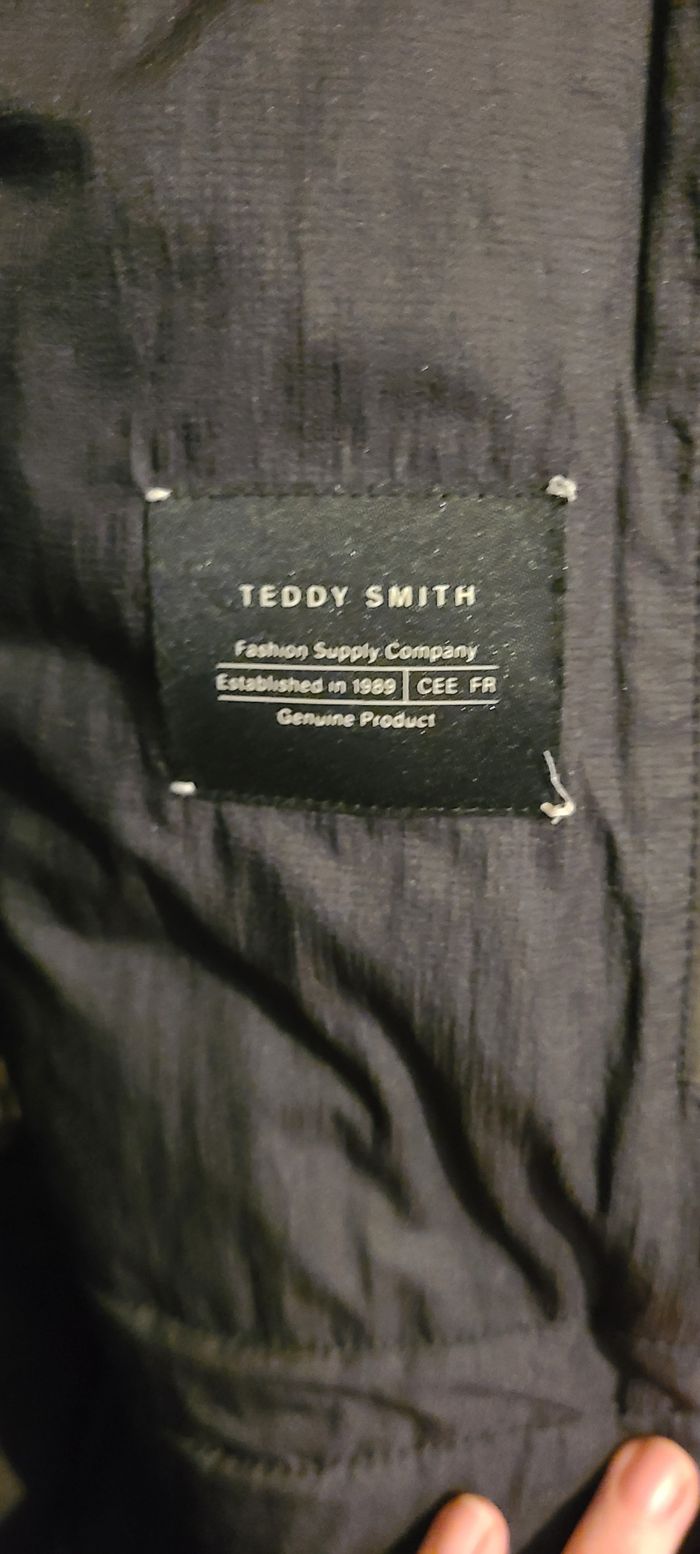 TEDDY SMITH
Fashion Supply Company
Established in 1989 | CEE FR
Genuine Product